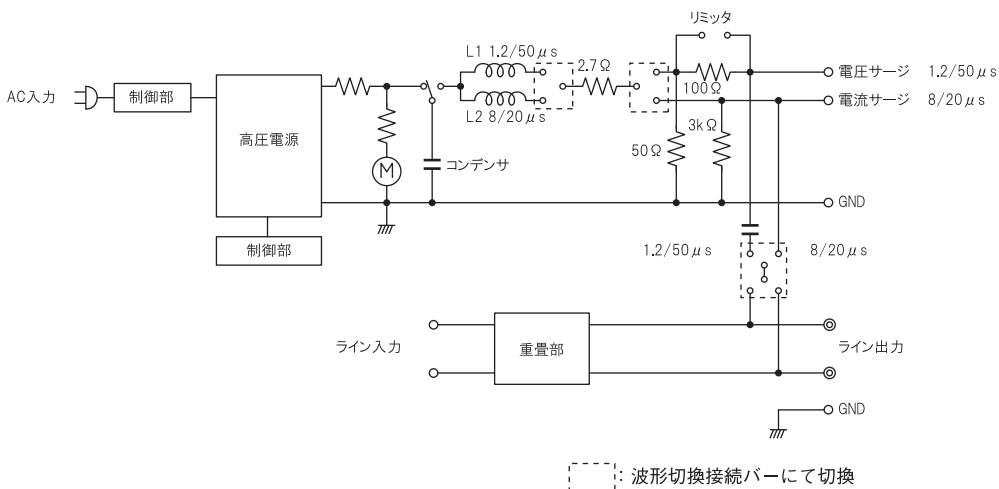 リミッタ
L1 1.2/50μs
2.7Ω
電圧サージ 1.2/50μs
100Ω
AC入力
制御部
電流サージ 8/20μs
L2 8/20μs
高圧電源
3kΩ
50Ω
コンデンサ
M
GND
制御部
1.2/50μs
8/20μs
ライン入力
重畳部
ライン出力
GND
: 波形切換接続バーにて切換